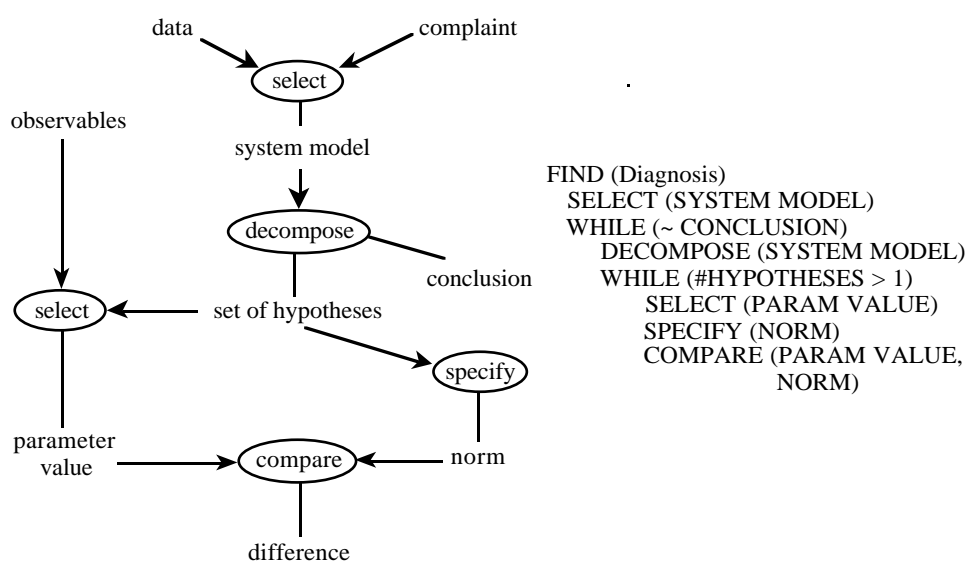 data
complaint
select
observables
system model
decompose
conclusion
select
set of hypotheses
specify
parameter
value
compare
norm
difference
FIND (Diagnosis)
SELECT (SYSTEM MODEL)
WHILE (~ CONCLUSION)
DECOMPOSE (SYSTEM MODEL)
WHILE (#HYPOTHESES > 1)
SELECT (PARAM VALUE)
SPECIFY (NORM)
COMPARE (PARAM VALUE,
NORM)